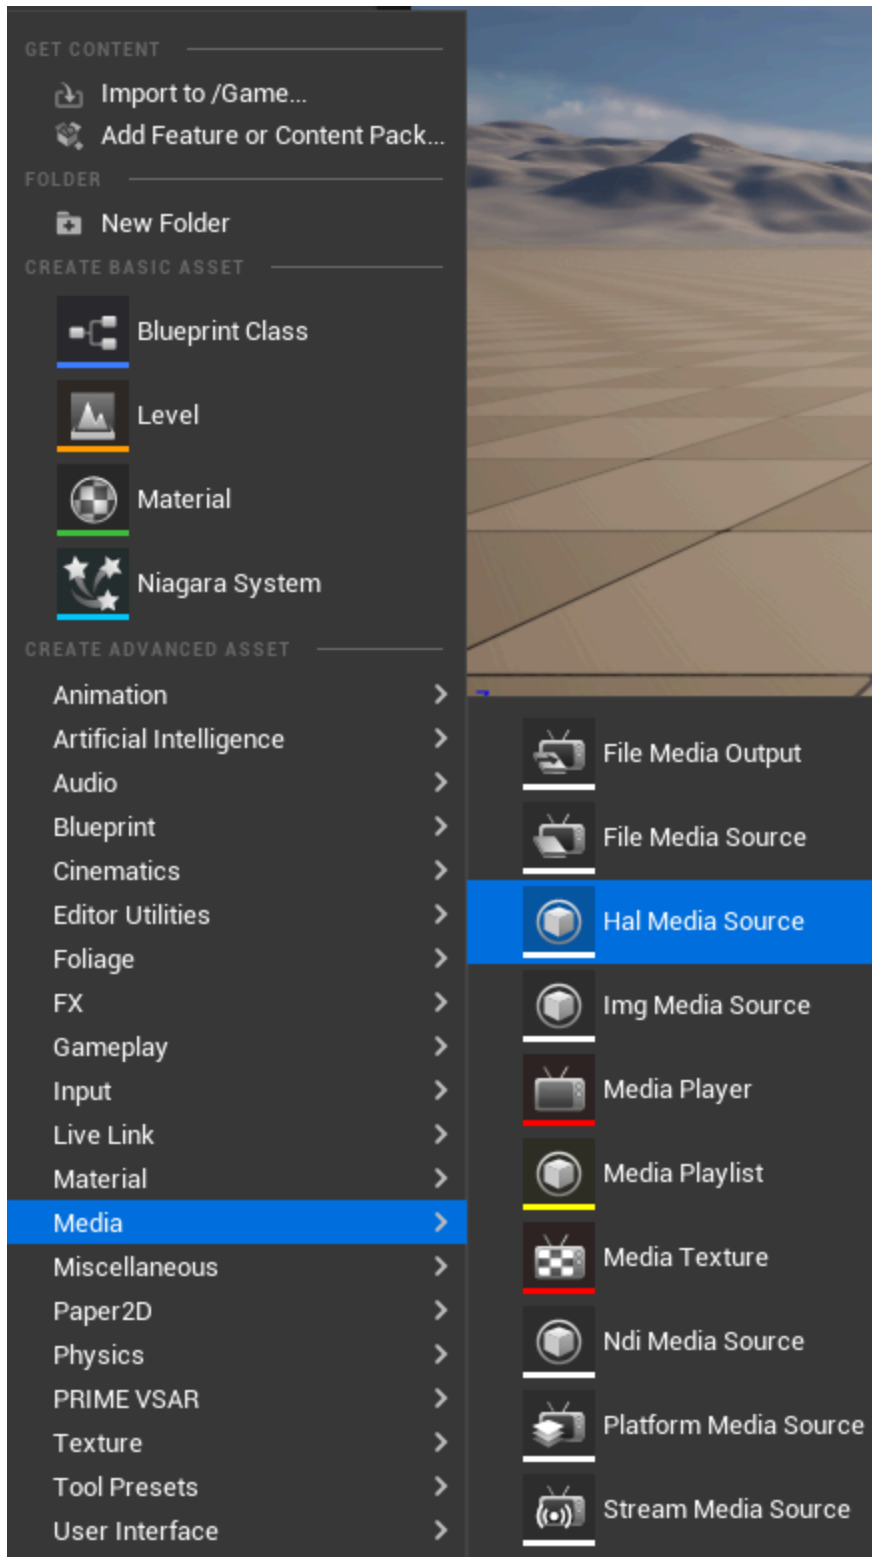 GET CONTENT
Import to /Game...
Add Feature or Content Pack...
FOLDER
New Folder
CREATE BASIC ASSET
Blueprint Class
Level
Material
Niagara System
CREATE ADVANCED ASSET
Animation
Artificial Intelligence
Audio
Blueprint
Cinematics
Editor Utilities
Foliage
FX
Gameplay
Input
Live Link
Material
Media
Miscellaneous
Paper2D
Physics
PRIME VSAR
Texture
Tool Presets
User Interface
File Media Output
File Media Source
Hal Media Source
Img Media Source
Media Player
Media Playlist
Media Texture
Ndi Media Source
Platform Media Source
Stream Media Source